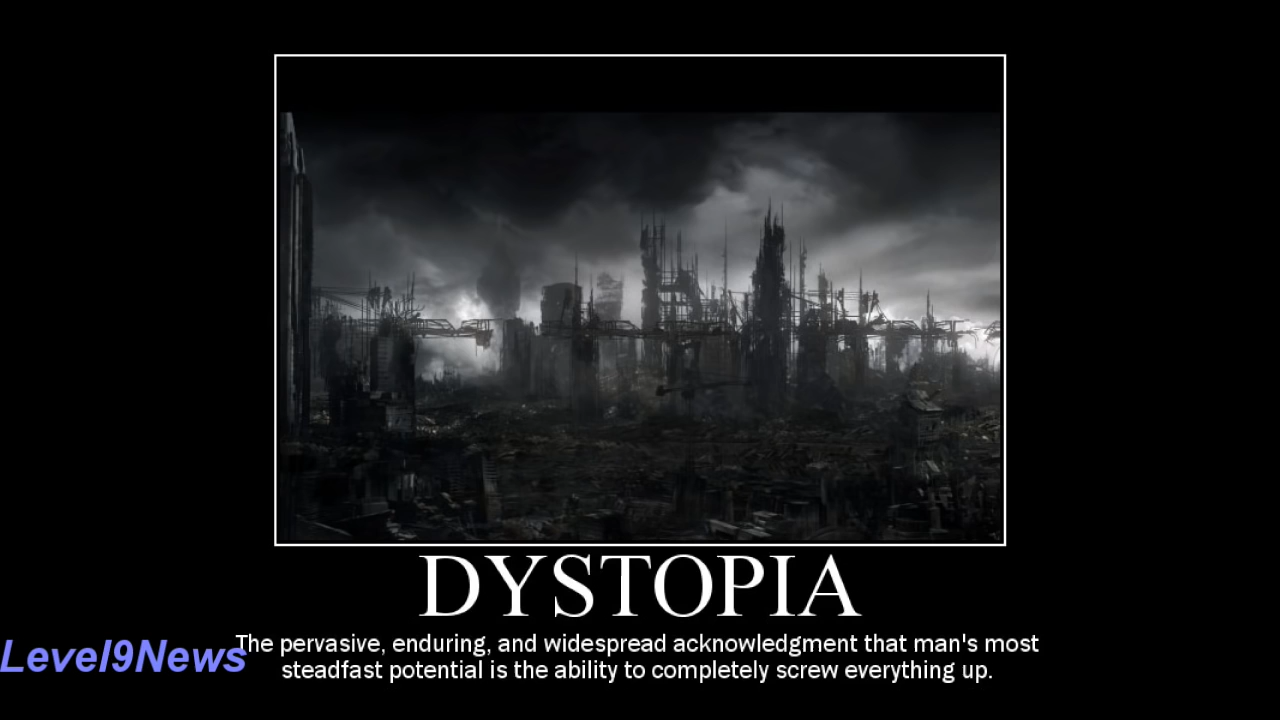 DYSTOPIA
The pervasive, enduring, and widespread acknowledgment that man's most
steadfast potential is the ability to completely screw everything up.
Level9News